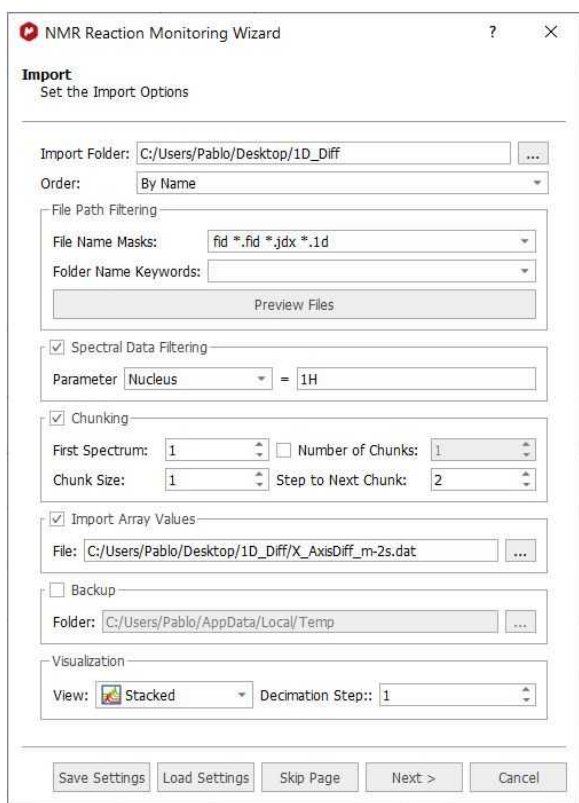 NMR Reaction Monitoring Wizard ?
Import
Set the Import Options
Import Folder: C:/Users/Pablo/Desktop/1D_Diff ...
Order: By Name
File Path Filtering
File Name Masks: fid *.fid *.jdx *.1d
Folder Name Keywords:
Preview Files
Spectral Data Filtering
Parameter Nucleus = 1H
Chunking
First Spectrum: 1 Number of Chunks: 1
Chunk Size: 1 Step to Next Chunk: 2
Import Array Values
File: C:/Users/Pablo/Desktop/1D_Diff/X_AxisDiff_m-2s.dat ...
Backup
Folder: C:/Users/Pablo/AppData/Local/Temp ...
Visualization
View: Stacked Decimation Step:: 1
Save Settings Load Settings Skip Page Next > Cancel